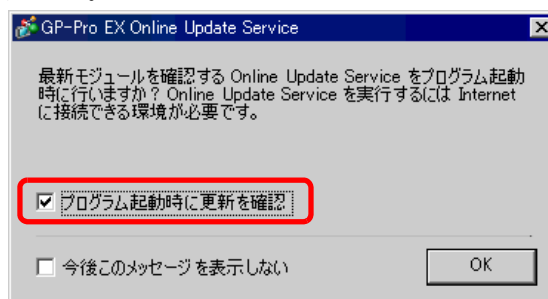 GP-Pro EX Online Update Service
最新モジュールを確認する Online Update Service をプログラム起動
時に行いますか？ Online Update Service を実行するには Internet
に接続できる環境が必要です。
プログラム起動時に更新を確認
今後このメッセージを表示しない
OK